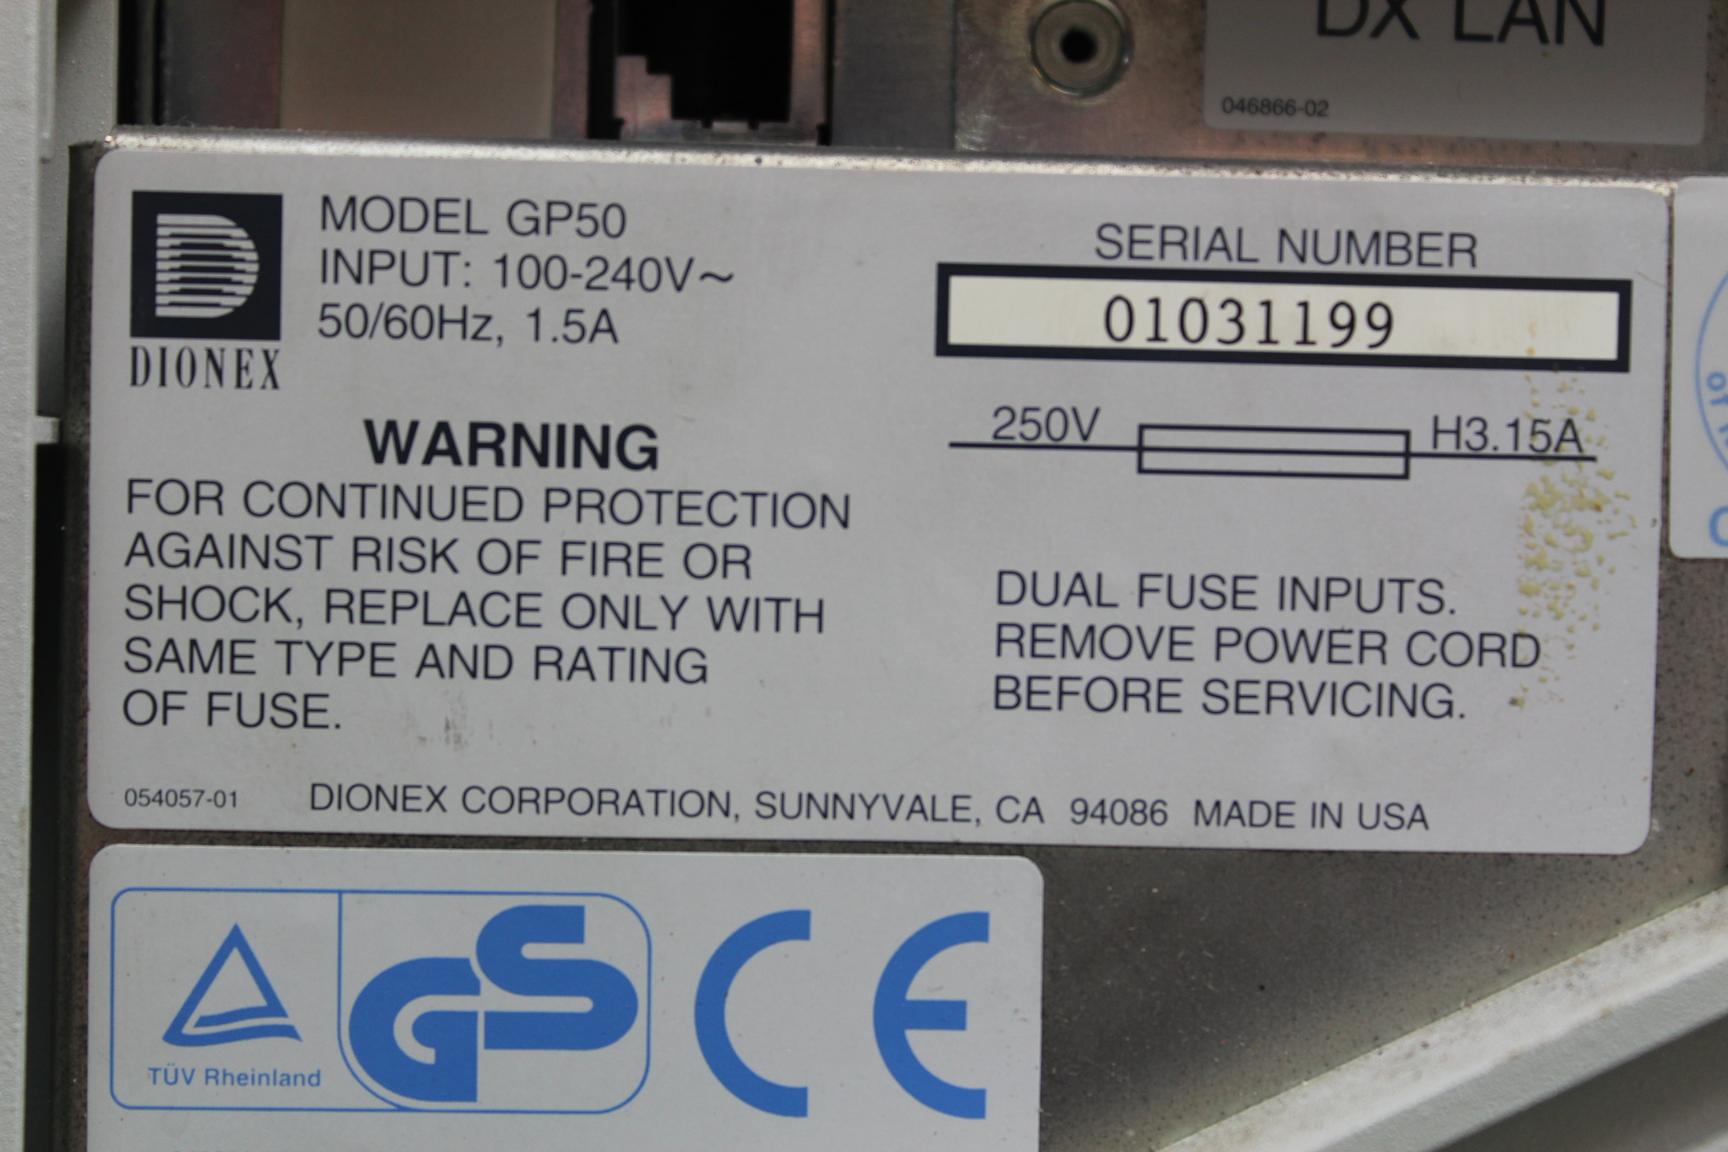 DX LAN
046866-02
DIONEX
MODEL GP50
INPUT: 100-240V~
50/60Hz, 1.5A
SERIAL NUMBER
01031199
250V
H3.15A
WARNING
FOR CONTINUED PROTECTION
AGAINST RISK OF FIRE OR
SHOCK, REPLACE ONLY WITH
SAME TYPE AND RATING
OF FUSE.
DUAL FUSE INPUTS.
REMOVE POWER CORD
BEFORE SERVICING.
054057-01 DIONEX CORPORATION, SUNNYVALE, CA 94086 MADE IN USA
TÜV Rheinland
GS
CE